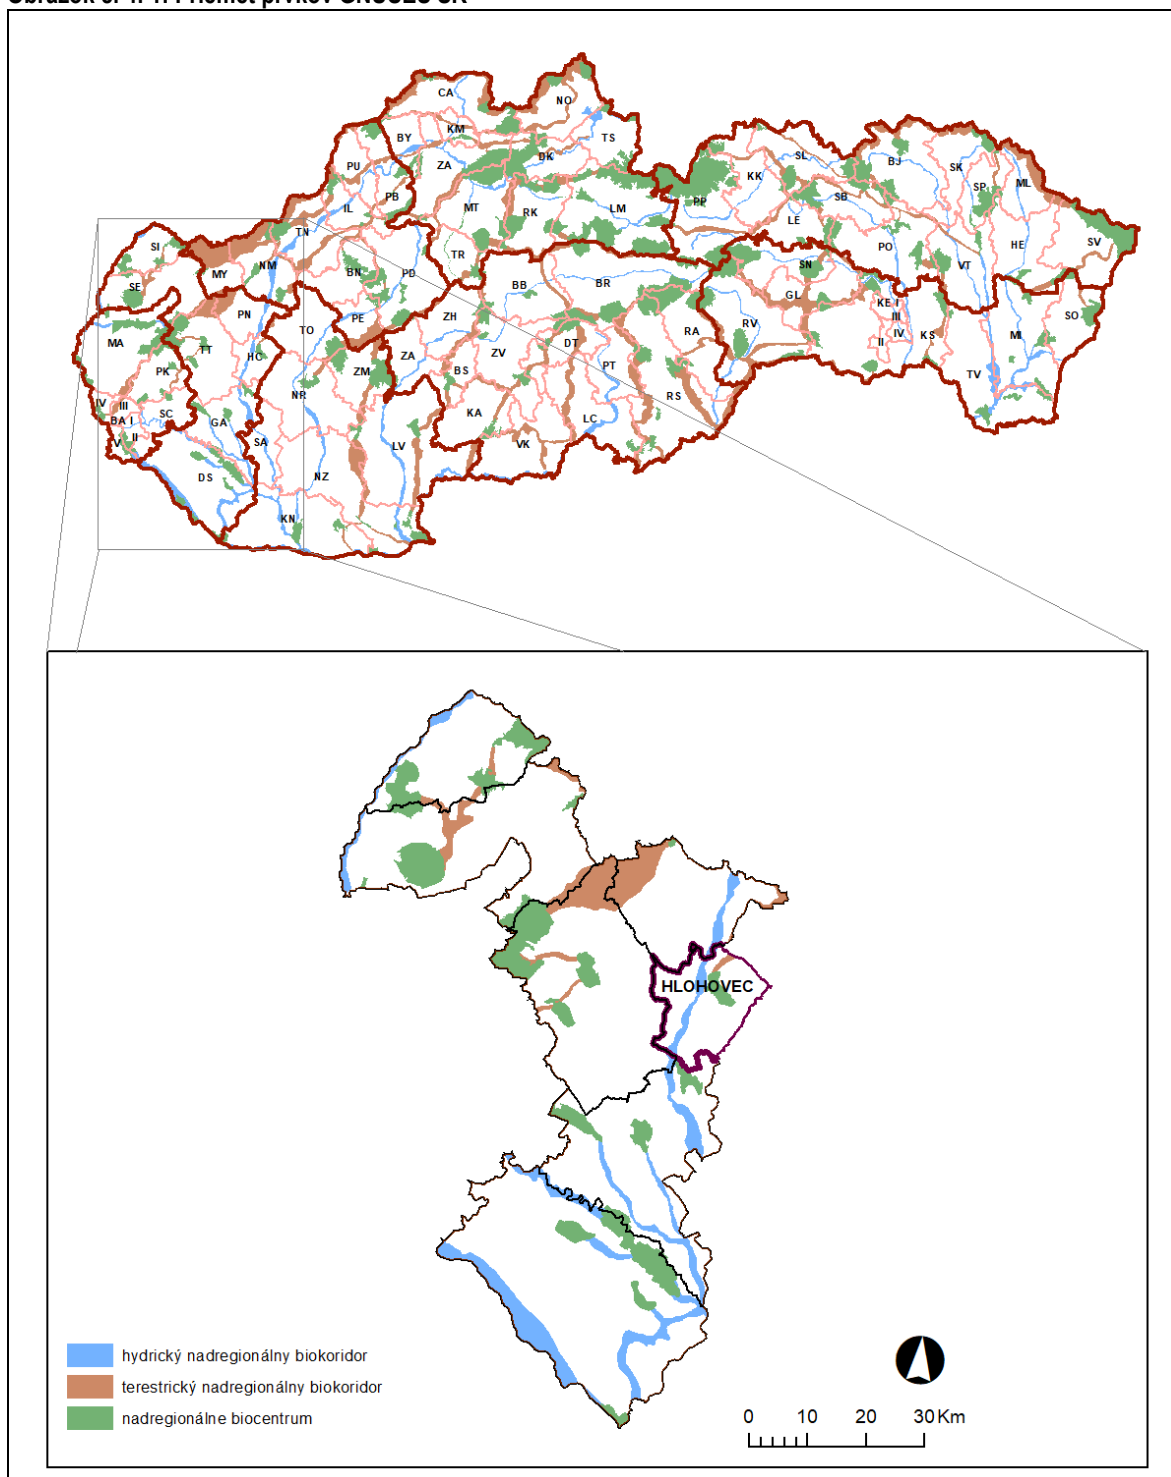 CA
NO
BY
KM
TS
ZA
DK
PU
PB
IL
MT
RK
LM
TN
SI
SE
MY
NM
BN
PD
TR
PP
KK
SL
LE
SB
BJ
SK
SP
ML
PO
HE
SV
VT
MA
PN
TO
PE
ZH
BB
BR
SN
GL
RV
KE I
III
IV
II
KS
MI
SO
TV
TT
HC
PK
ZM
ZA
BS
ZV
DT
PT
RA
RS
IV
III
BA I
II
V
SC
GA
NR
SA
LV
KA
VK
LC
DS
NZ
KN
HLOHOVEC
hydrický nadregionálny biokoridor
terestrický nadregionálny biokoridor
nadregionálne biocentrum
0 10 20 30 Km